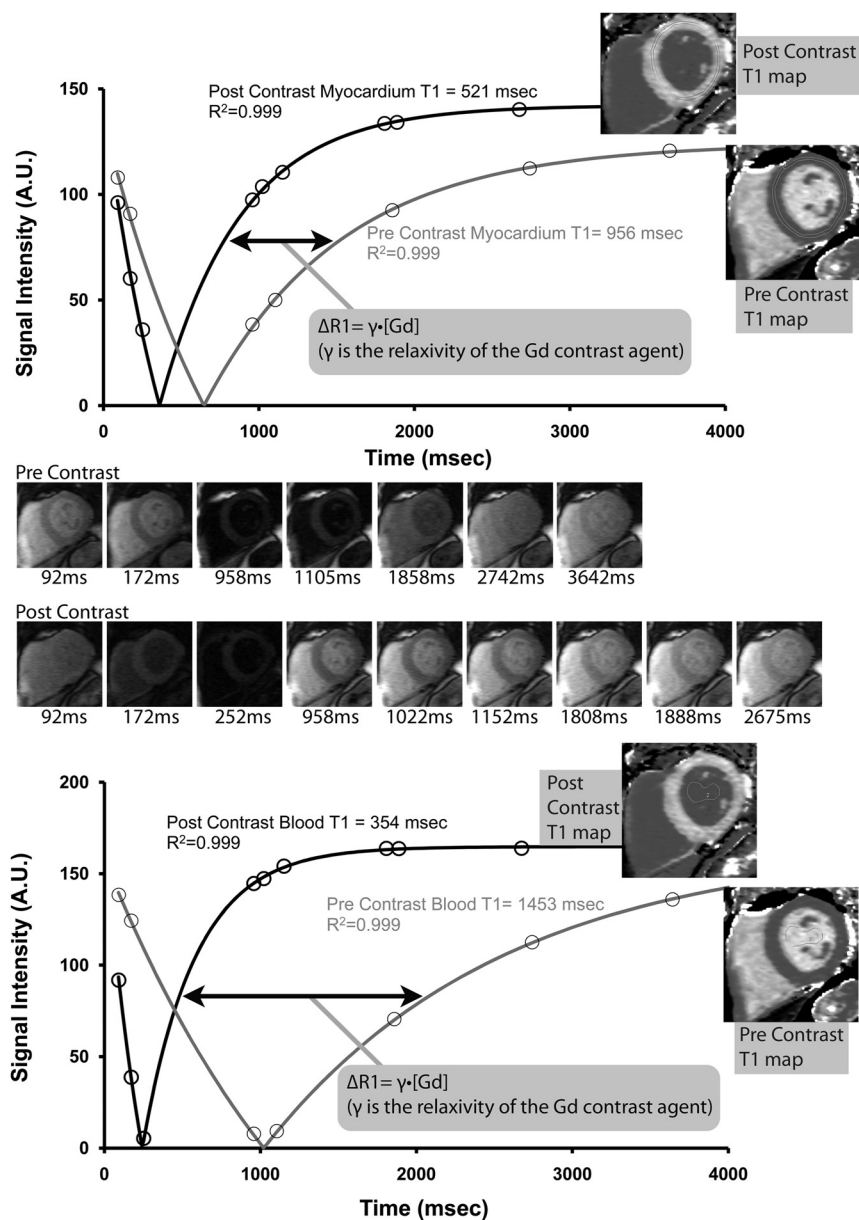 Post Contrast
T1 map
Post Contrast Myocardium T1 = 521 msec
R²=0.999
150
100
50
0
Signal Intensity (A.U.)
Pre Contrast Myocardium T1= 956 msec
R²=0.999
Pre Contrast
T1 map
ΔR1= γ•[Gd]
(γ is the relaxivity of the Gd contrast agent)
0
1000
2000
3000
4000
Time (msec)
Pre Contrast
92ms
172ms
958ms
1105ms
1858ms
2742ms
3642ms
Post Contrast
92ms
172ms
252ms
958ms
1022ms
1152ms
1808ms
1888ms
2675ms
200
150
100
50
0
Signal Intensity (A.U.)
Post
Contrast
T1 map
Post Contrast Blood T1 = 354 msec
R²=0.999
Pre Contrast Blood T1= 1453 msec
R²=0.999
Pre Contrast
T1 map
ΔR1= γ•[Gd]
(γ is the relaxivity of the Gd contrast agent)
0
1000
2000
3000
4000
Time (msec)